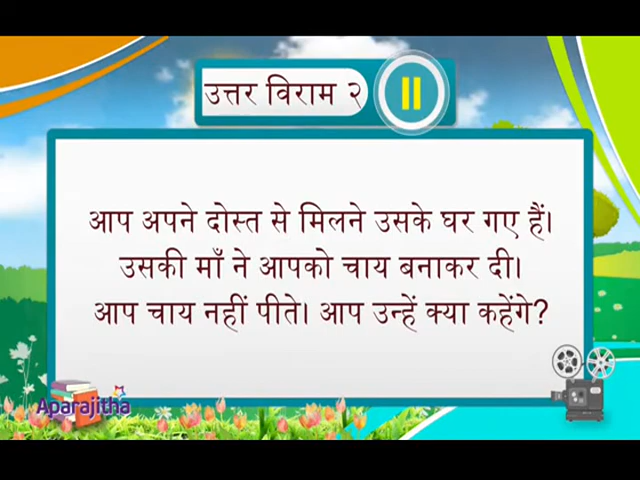 उत्तर विराम २
आप अपने दोस्त से मिलने उसके घर गए हैं।
उसकी माँ ने आपको चाय बनाकर दी।
आप चाय नहीं पीते। आप उन्हें क्या कहेंगे?
Aparajitha